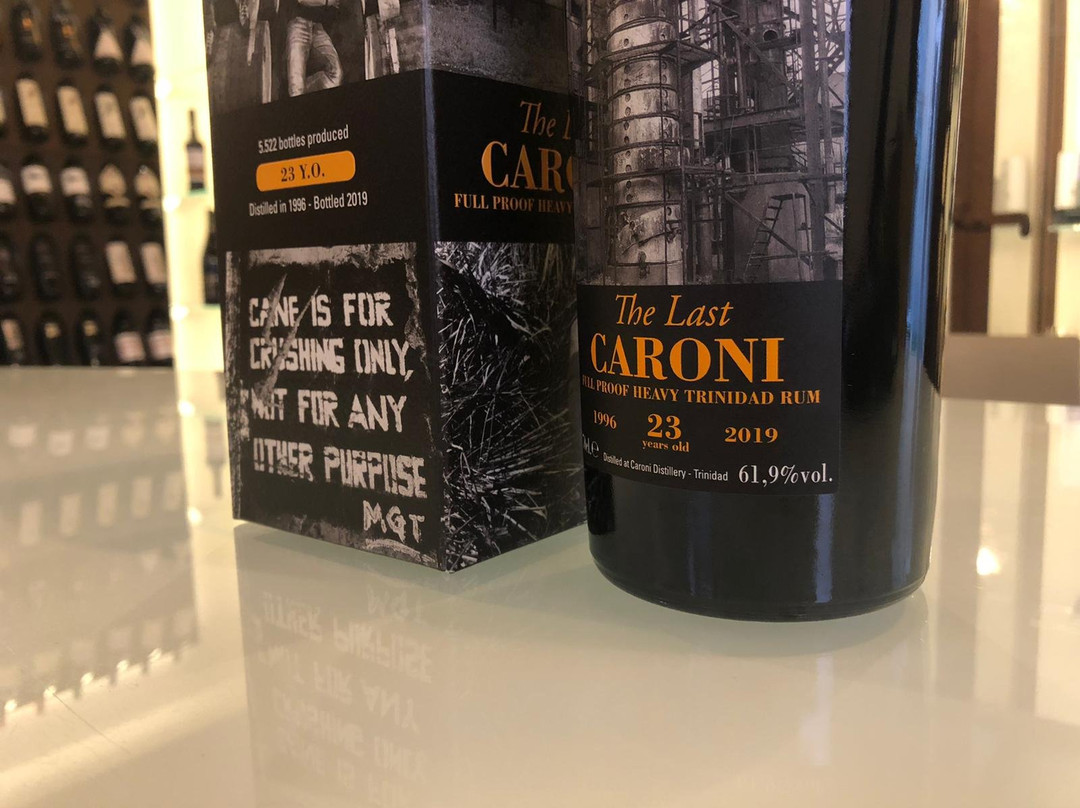 5.522 bottles produced
23 Y.O.
Distilled in 1996 - Bottled 2019
CANE IS FOR
CRUSHING ONLY,
NOT FOR ANY
OTHER PURPOSE
MGT
The
CARO
FULL PROOF HEAVY
The Last
CARONI
FULL PROOF HEAVY TRINIDAD RUM
1996 23 2019
years old
Distilled at Caroni Distillery - Trinidad 61,9%vol.